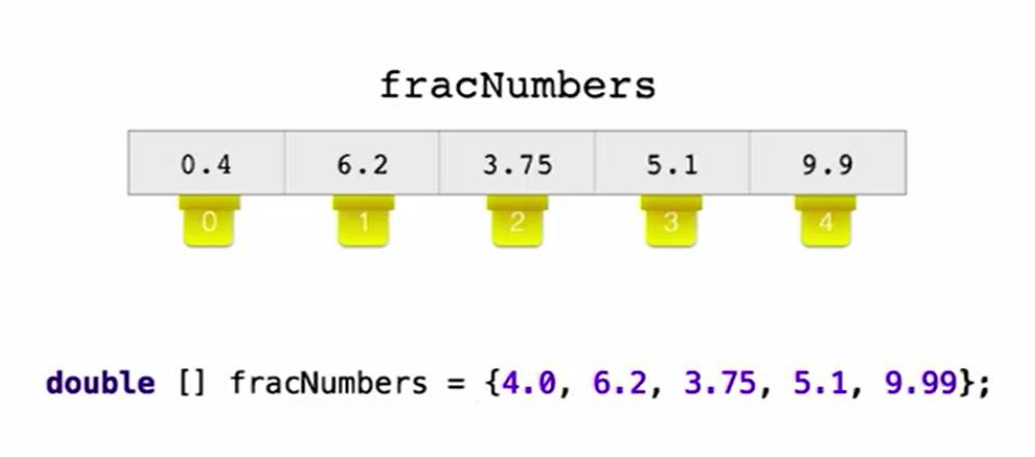 fracNumbers
0.4 6.2 3.75 5.1 9.9
0 1 2 3 4
double [] fracNumbers = {4.0, 6.2, 3.75, 5.1, 9.99};